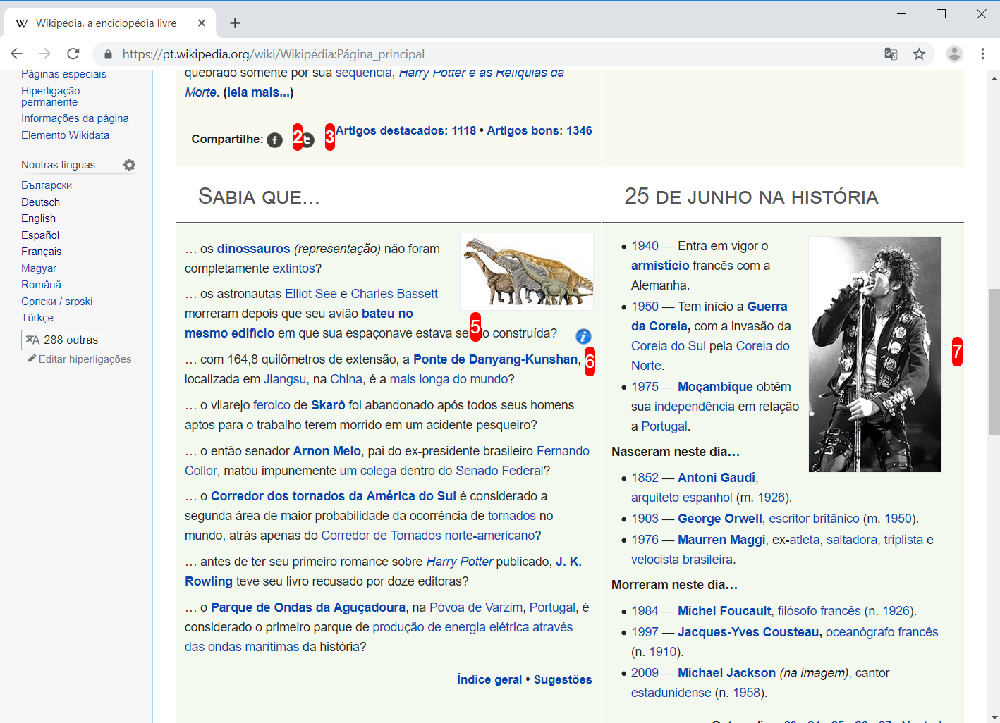 Wikipédia, a enciclopédia livre
https://pt.wikipedia.org/wiki/Wikipédia:Página_principal
Páginas especiais
Hiperligação
permanente
Informações da página
Elemento Wikidata
Noutras línguas
Български
Deutsch
English
Español
Français
Magyar
Română
Српски / srpski
Türkçe
288 outras
Editar hiperligações
quebrado somente por sua sequência, Harry Potter e as Relíquias da
Morte. (leia mais...)
Compartilhe:
2
3
Artigos destacados: 1118 • Artigos bons: 1346
Sabia que...
… os dinossauros (representação) não foram
completamente extintos?
… os astronautas Elliot See e Charles Bassett
morreram depois que seu avião bateu no
5
mesmo edifício em que sua espaçonave estava sendo construída?
6
… com 164,8 quilômetros de extensão, a Ponte de Danyang-Kunshan,
localizada em Jiangsu, na China, é a mais longa do mundo?
… o vilarejo feroico de Skarð foi abandonado após todos seus homens
aptos para o trabalho terem morrido em um acidente pesqueiro?
… o então senador Arnon Melo, pai do ex-presidente brasileiro Fernando
Collor, matou impunemente um colega dentro do Senado Federal?
… o Corredor dos tornados da América do Sul é considerado a
segunda área de maior probabilidade da ocorrência de tornados no
mundo, atrás apenas do Corredor de Tornados norte-americano?
… antes de ter seu primeiro romance sobre Harry Potter publicado, J. K.
Rowling teve seu livro recusado por doze editoras?
… o Parque de Ondas da Aguçadoura, na Póvoa de Varzim, Portugal, é
considerado o primeiro parque de produção de energia elétrica através
das ondas marítimas da história?
Índice geral • Sugestões
25 de junho na história
• 1940 — Entra em vigor o
armistício francês com a
Alemanha.
• 1950 — Tem início a Guerra
da Coreia, com a invasão da
Coreia do Sul pela Coreia do
Norte.
7
• 1975 — Moçambique obtém
sua independência em relação
a Portugal.
Nasceram neste dia…
• 1852 — Antoni Gaudí,
arquiteto espanhol (m. 1926).
• 1903 — George Orwell, escritor britânico (m. 1950).
• 1976 — Maurren Maggi, ex-atleta, saltadora, triplista e
velocista brasileira.
Morreram neste dia…
• 1984 — Michel Foucault, filósofo francês (n. 1926).
• 1997 — Jacques-Yves Cousteau, oceanógrafo francês
(n. 1910).
• 2009 — Michael Jackson (na imagem), cantor
estadunidense (n. 1958).